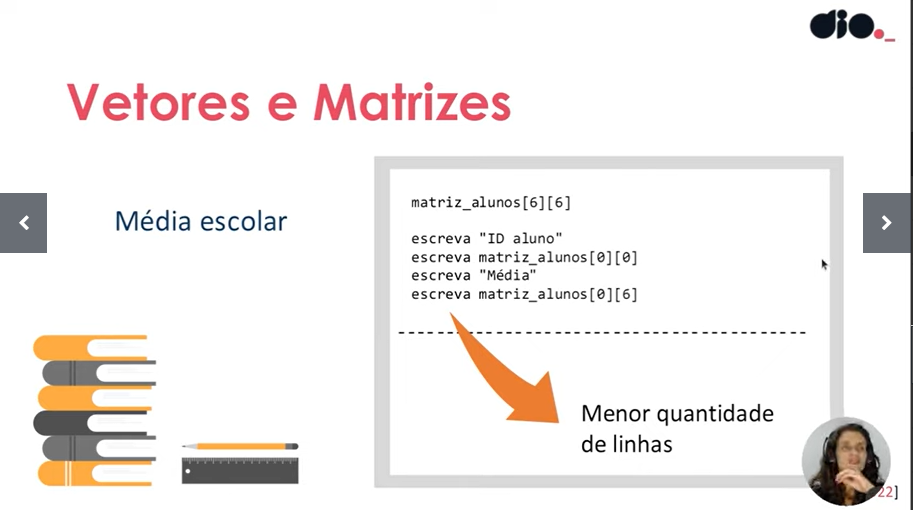 dio._
Vetores e Matrizes
Média escolar
matriz_alunos[6][6]
escreva "ID aluno"
escreva matriz_alunos[0][0]
escreva "Média"
escreva matriz_alunos[0][6]
Menor quantidade
de linhas
22]